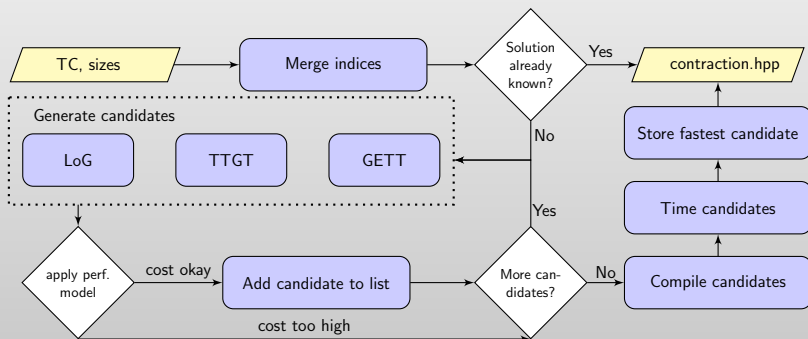 TC, sizes
Merge indices
Solution
already
known?
Yes
contraction.hpp
No
Generate candidates
LoG
TTGT
GETT
Store fastest candidate
Time candidates
Yes
apply perf.
model
cost okay
Add candidate to list
More can-
didates?
No
Compile candidates
cost too high